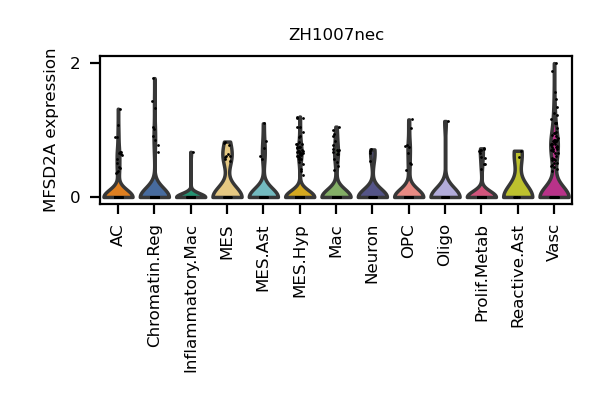 ZH1007nec
MFSD2A expression
2
0
AC
Chromatin.Reg
Inflammatory.Mac
MES
MES.Ast
MES.Hyp
Mac
Neuron
OPC
Oligo
Prolif.Metab
Reactive.Ast
Vasc